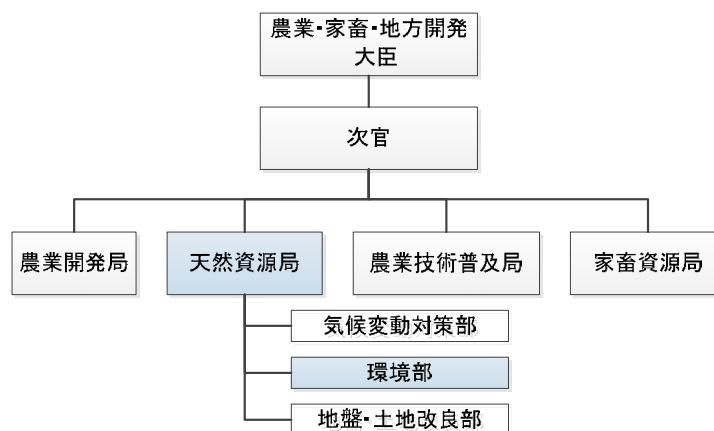 農業・家畜・地方開発
大臣
次官
農業開発局
天然資源局
農業技術普及局
家畜資源局
気候変動対策部
環境部
地盤・土地改良部